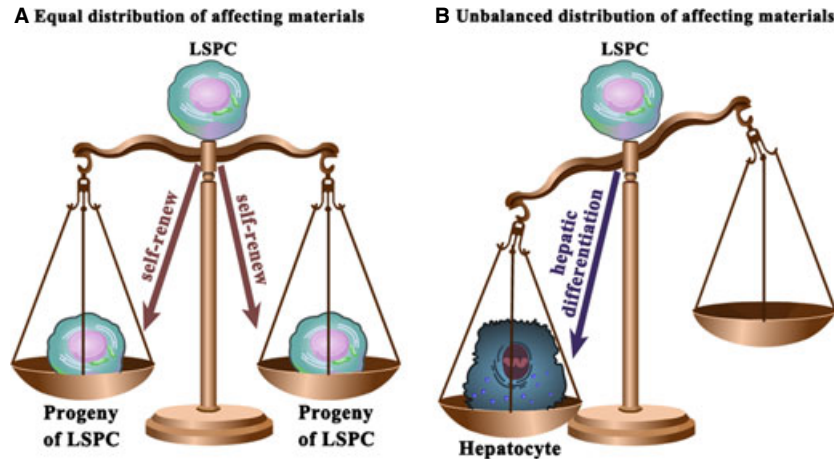 A Equal distribution of affecting materials
LSPC
self-renew
self-renew
Progeny
of LSPC
Progeny
of LSPC
B Unbalanced distribution of affecting materials
LSPC
hepatic
differentiation
Hepatocyte